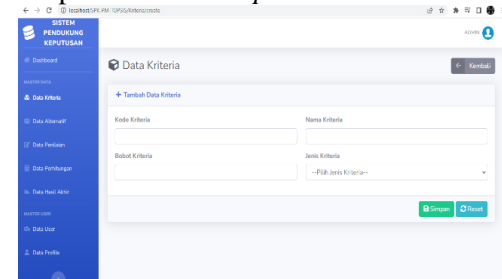 localhost/SPK-PM-TOPSIS/Kriteria/create
SISTEM
PENDUKUNG
KEPUTUSAN
ADMIN
Dashboard
Data Kriteria
Kembali
MASTER DATA
Data Kriteria
+ Tambah Data Kriteria
Data Alternatif
Kode Kriteria
Nama Kriteria
Data Penilaian
Bobot Kriteria
Jenis Kriteria
Data Perhitungan
---Pilih Jenis Kriteria---
Data Hasil Akhir
Simpan
Reset
MASTER USER
Data User
Data Profile